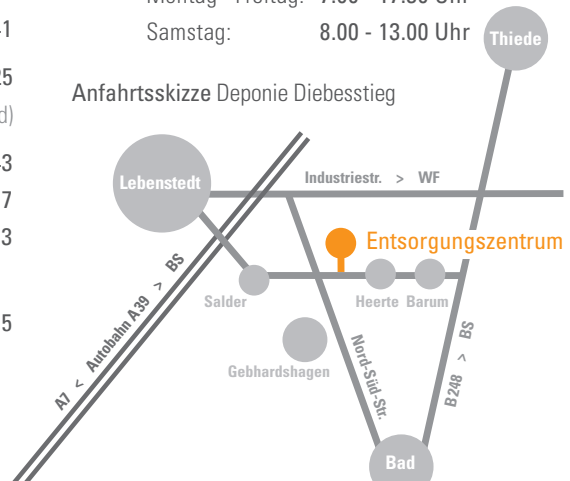 Samstag: 8.00 - 13.00 Uhr
Anfahrtsskizze Deponie Diebesstieg
Thiede
Lebenstedt
Industriestr. > WF
Entsorgungszentrum
Salder
Heerte Barum
Gebhardshagen
A7 < Autobahn A39 > BS
Nord-Süd-Str.
B248 > BS
Bad